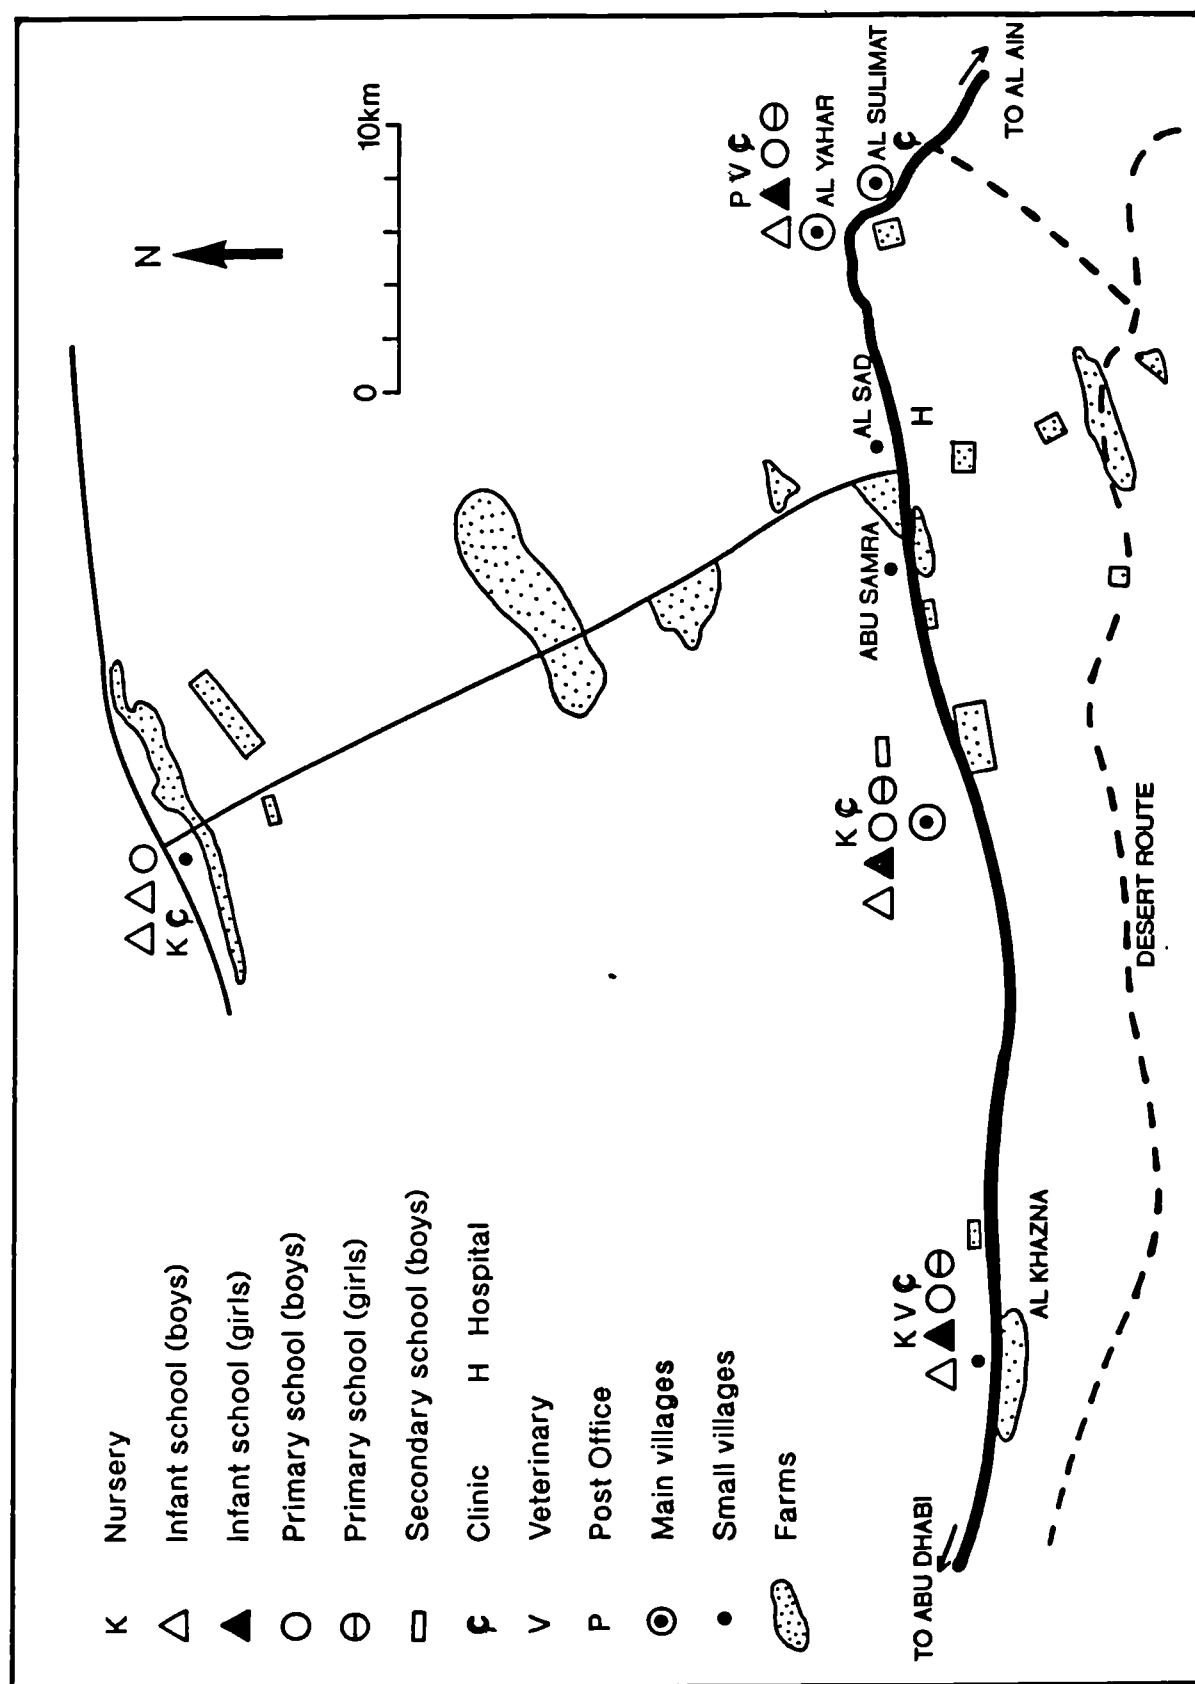 K Nursery
Infant school (boys)
Infant school (girls)
Primary school (boys)
Primary school (girls)
Secondary school (boys)
Clinic H Hospital
V Veterinary
P Post Office
Main villages
Small villages
Farms
N
0 10km
K
K
P V
AL YAHAR
AL SULIMAT
AL SAD
H
ABU SAMRA
K V
AL KHAZNA
TO ABU DHABI
TO AL AIN
DESERT ROUTE